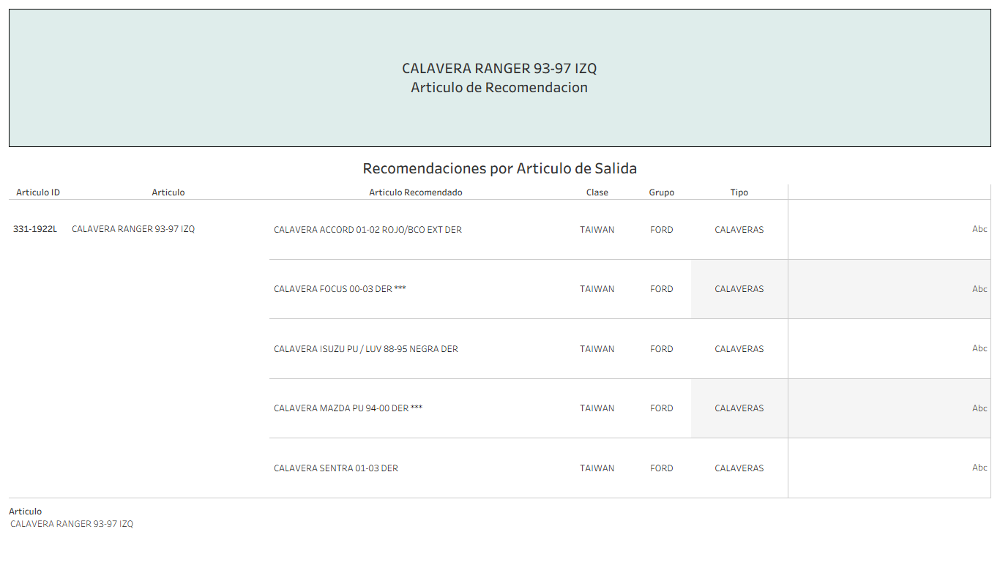 CALAVERA RANGER 93-97 IZQ
Articulo de Recomendacion
Recomendaciones por Articulo de Salida
Articulo ID Articulo Articulo Recomendado Clase Grupo Tipo
331-1922L CALAVERA RANGER 93-97 IZQ CALAVERA ACCORD 01-02 ROJO/BCO EXT DER TAIWAN FORD CALAVERAS Abc
CALAVERA FOCUS 00-03 DER *** TAIWAN FORD CALAVERAS Abc
CALAVERA ISUZU PU / LUV 88-95 NEGRA DER TAIWAN FORD CALAVERAS Abc
CALAVERA MAZDA PU 94-00 DER *** TAIWAN FORD CALAVERAS Abc
CALAVERA SENTRA 01-03 DER TAIWAN FORD CALAVERAS Abc
Articulo
CALAVERA RANGER 93-97 IZQ